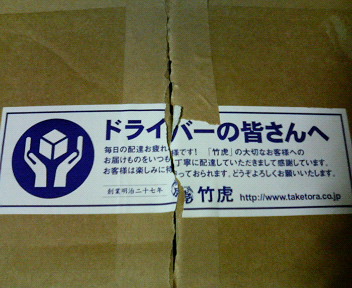 ドライバーの皆さんへ
毎日の配達お疲れ様です! 「竹虎」の大切なお客様への
お届けものをいつも丁寧に配達していただきまして感謝しています。
お客様は楽しみに待っておられます。どうぞよろしくお願いいたします。
創業明治二十七年 竹虎 http://www.taketora.co.jp